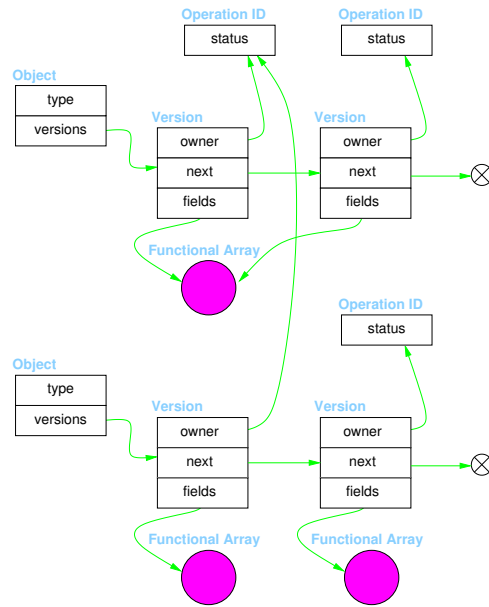 Operation ID
Operation ID
status
status
Object
type
versions
Version
Version
owner
owner
next
next
fields
fields
Functional Array
Operation ID
status
Object
type
versions
Version
Version
owner
owner
next
next
fields
fields
Functional Array
Functional Array